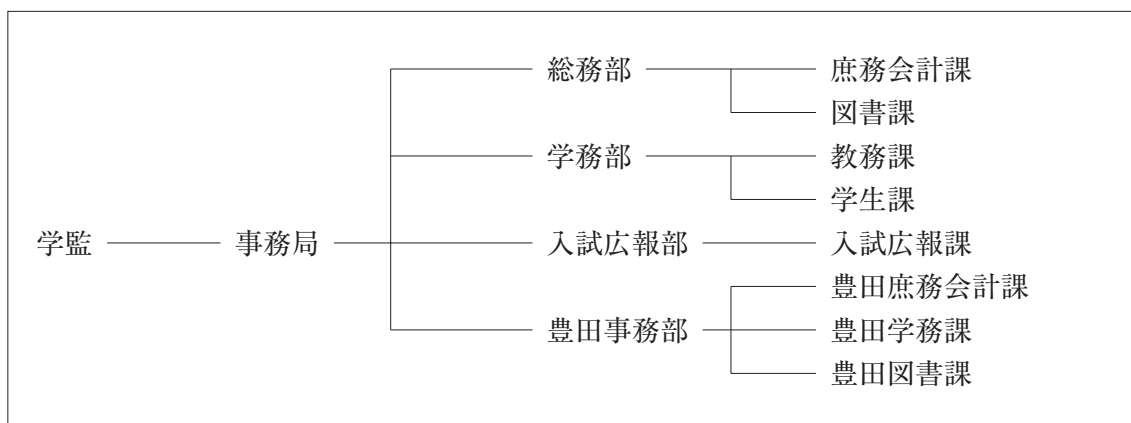 総務部 庶務会計課
図書課
学務部 教務課
学生課
学監 事務局 入試広報部 入試広報課
豊田庶務会計課
豊田事務部 豊田学務課
豊田図書課